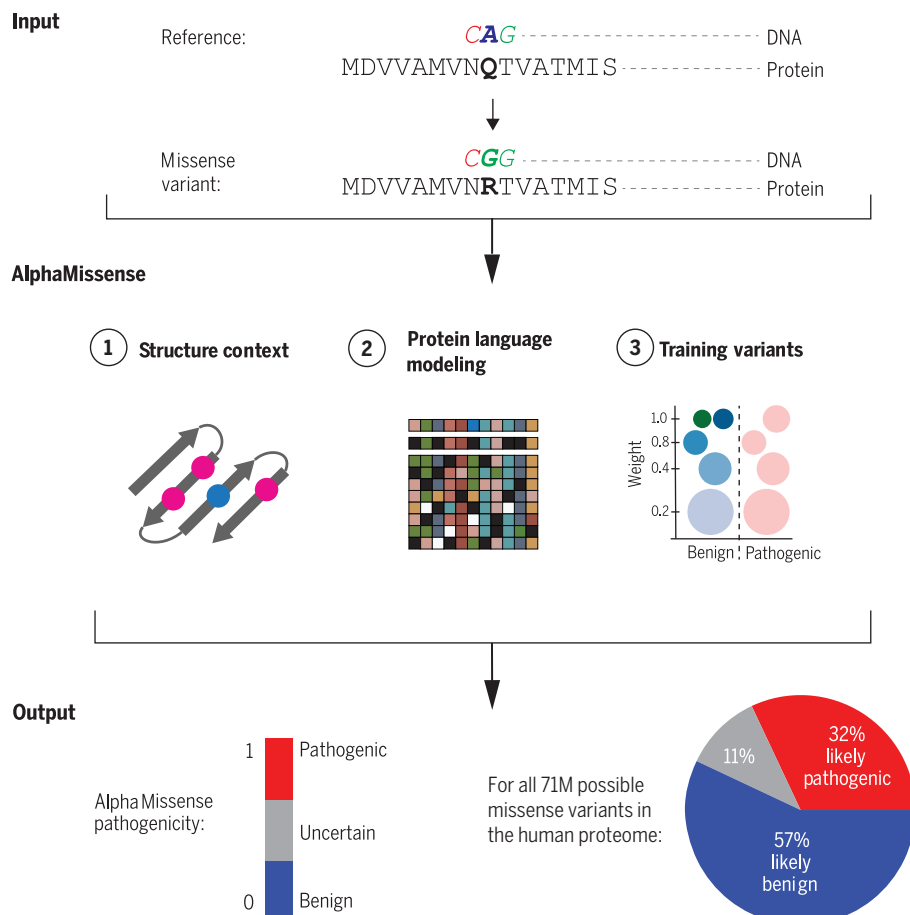 Input
Reference:
CAG
DNA
MDVVAMVNQTVATMIS
Protein
Missense
variant:
CGG
DNA
MDVVAMVNRTVATMIS
Protein
AlphaMissense
1 Structure context
2 Protein language
modeling
3 Training variants
Weight
1.0
0.8
0.4
0.2
Benign
Pathogenic
Output
Alpha Missense
pathogenicity:
1
Pathogenic
Uncertain
0
Benign
For all 71M possible
missense variants in
the human proteome:
11%
32%
likely
pathogenic
57%
likely
benign